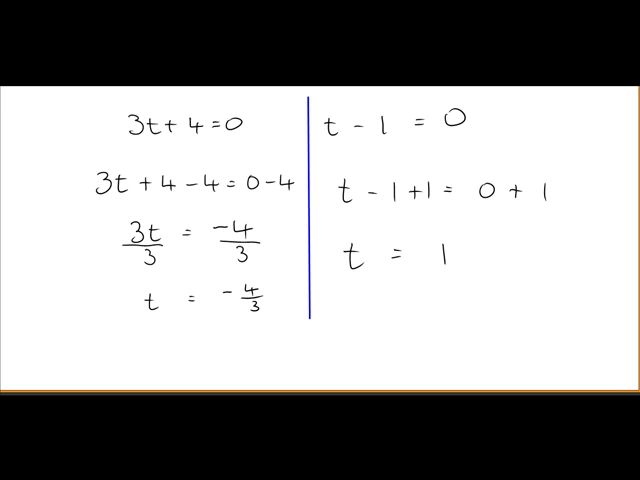 3t + 4 = 0
3t + 4 - 4 = 0 - 4
3t/3 = -4/3
t = -4/3
t - 1 = 0
t - 1 + 1 = 0 + 1
t = 1